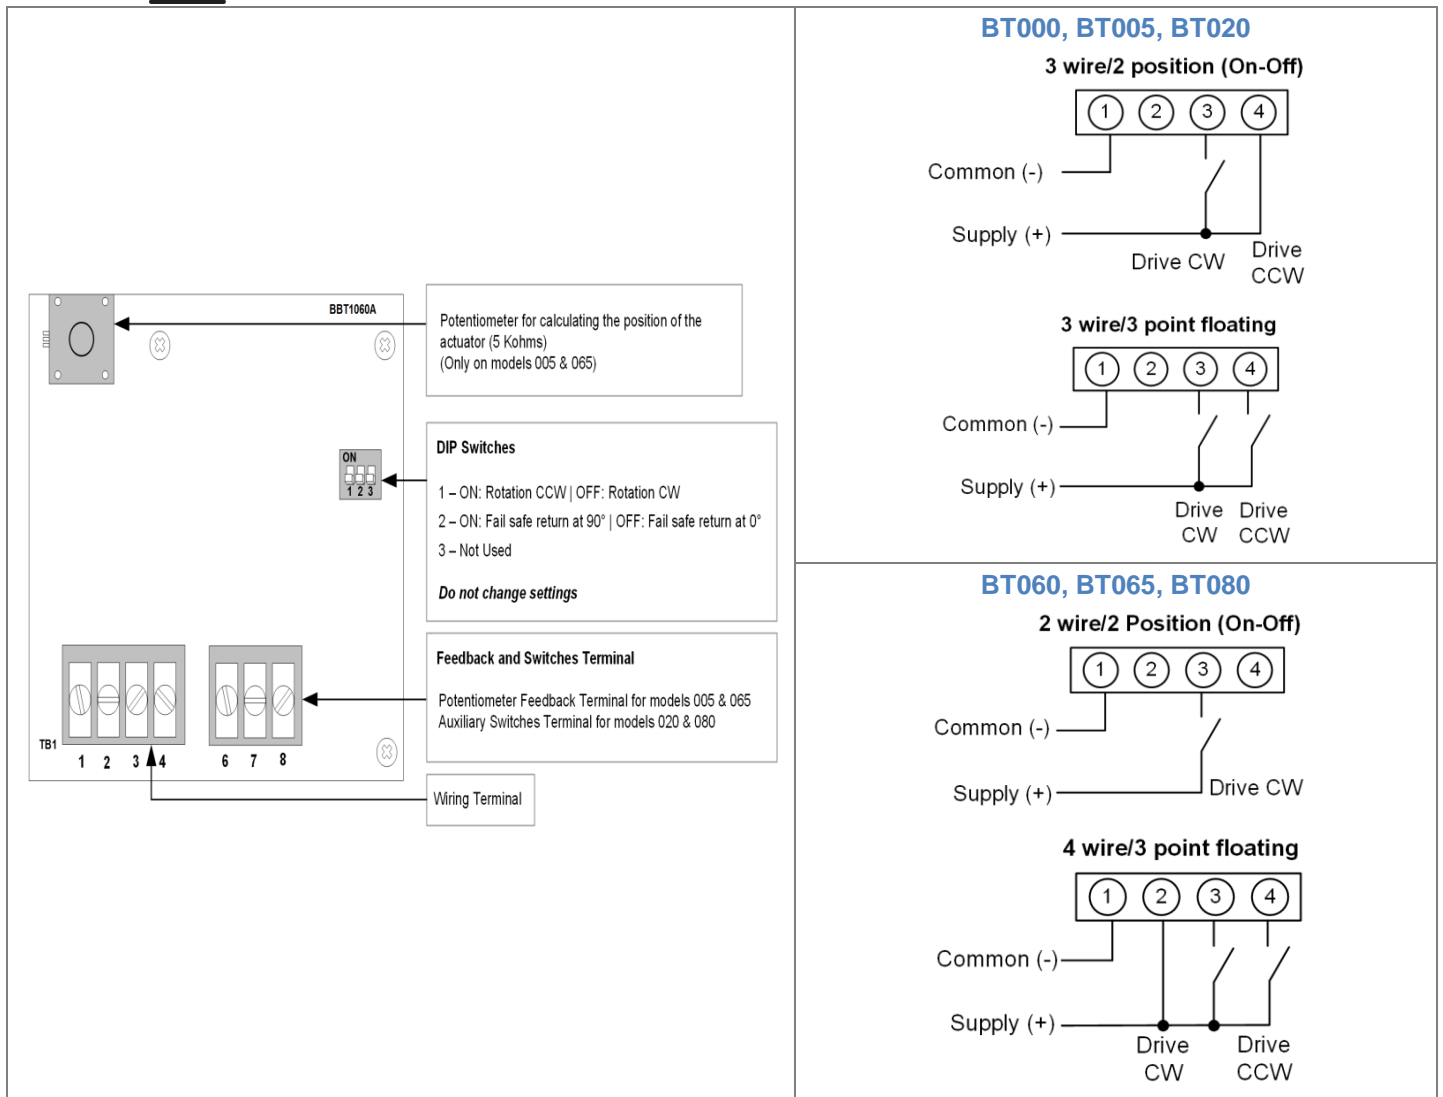 BBT1060A
Potentiometer for calculating the position of the
actuator (5 Kohms)
(Only on models 005 & 065)
ON
1 2 3
DIP Switches
1 – ON: Rotation CCW | OFF: Rotation CW
2 – ON: Fail safe return at 90° | OFF: Fail safe return at 0°
3 – Not Used
Do not change settings
Feedback and Switches Terminal
Potentiometer Feedback Terminal for models 005 & 065
Auxiliary Switches Terminal for models 020 & 080
TB1
1 2 3 4
6 7 8
Wiring Terminal
BT000, BT005, BT020
3 wire/2 position (On-Off)
1 2 3 4
Common (-)
Supply (+)
Drive CW
Drive
CCW
3 wire/3 point floating
1 2 3 4
Common (-)
Supply (+)
Drive
CW
Drive
CCW
BT060, BT065, BT080
2 wire/2 Position (On-Off)
1 2 3 4
Common (-)
Supply (+)
Drive CW
4 wire/3 point floating
1 2 3 4
Common (-)
Supply (+)
Drive
CW
Drive
CCW